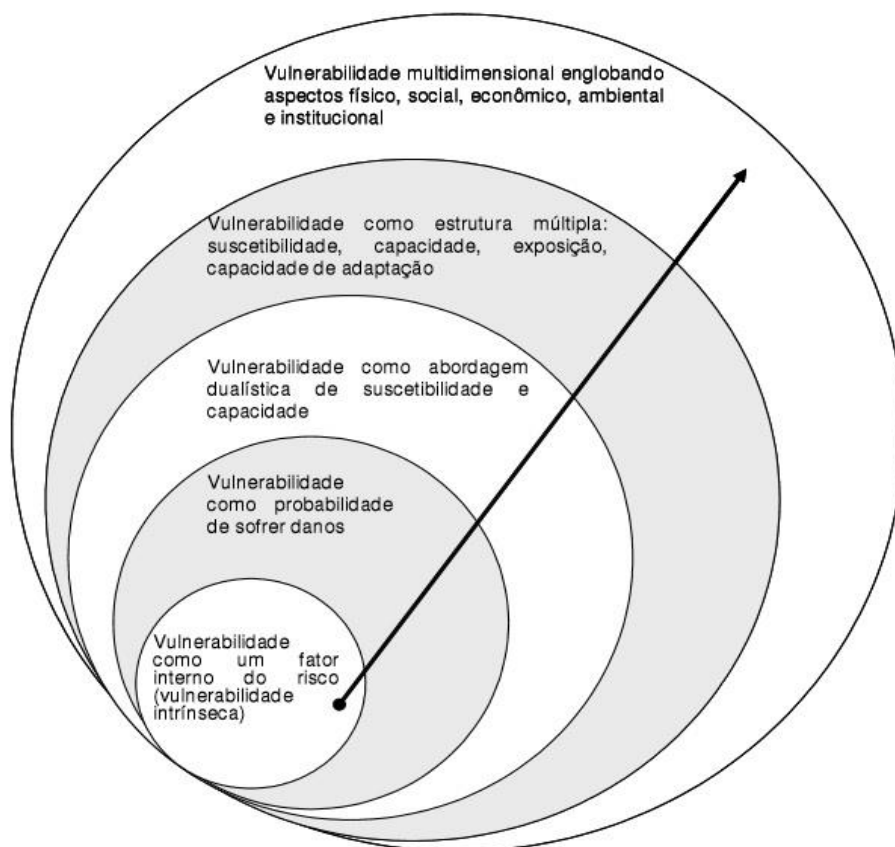 Vulnerabilidade multidimensional englobando
aspectos físico, social, econômico, ambiental
e institucional
Vulnerabilidade como estrutura múltipla:
suscetibilidade, capacidade, exposição,
capacidade de adaptação
Vulnerabilidade como abordagem
dualística de suscetibilidade e
capacidade
Vulnerabilidade
como probabilidade
de sofrer danos
Vulnerabilidade
como um fator
interno do risco
(vulnerabilidade
intrínseca)